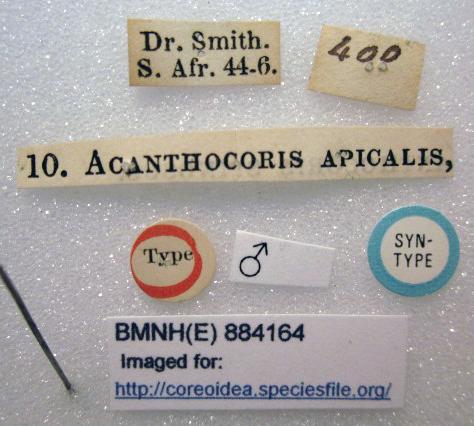 Dr. Smith.
S. Afr. 44-6.
400
10. ACANTHOCORIS APICALIS,
Type
♂
SYN-
TYPE
BMNH(E) 884164
Imaged for:
http://coreoidea.speciesfile.org/